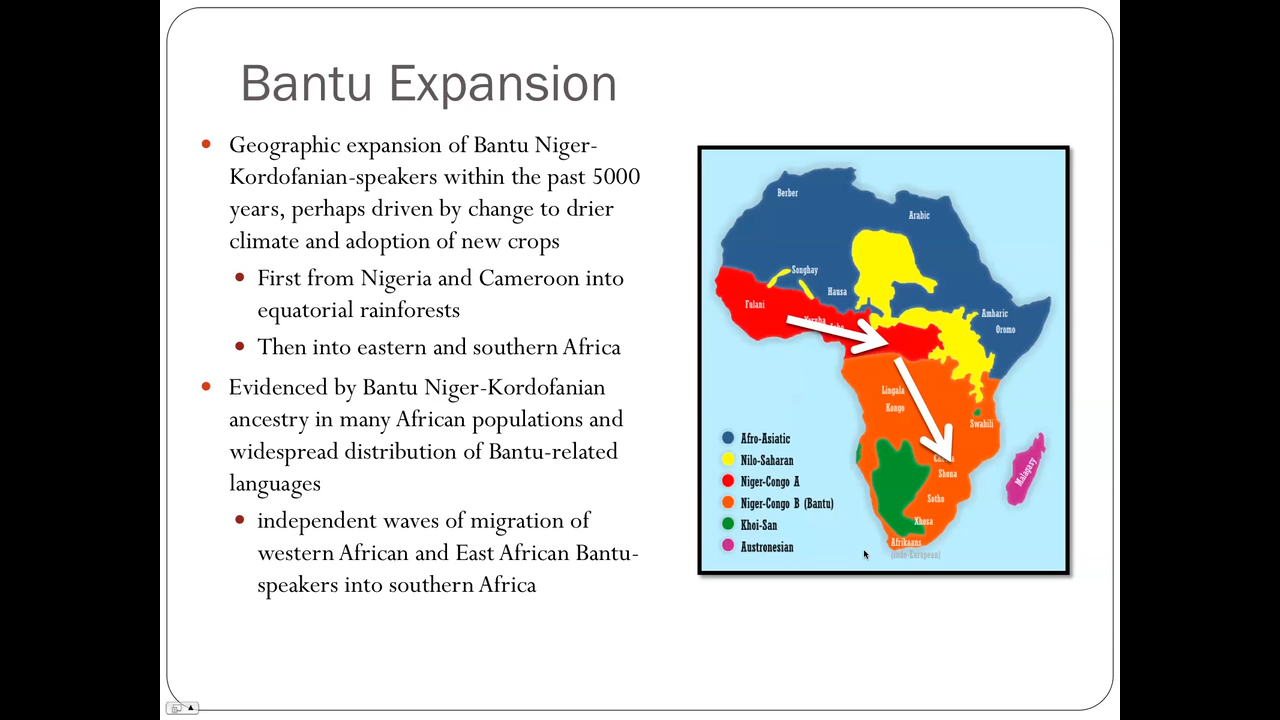 Bantu Expansion
Geographic expansion of Bantu Niger-
Kordofanian-speakers within the past 5000
years, perhaps driven by change to drier
climate and adoption of new crops
First from Nigeria and Cameroon into
equatorial rainforests
Then into eastern and southern Africa
Evidenced by Bantu Niger-Kordofanian
ancestry in many African populations and
widespread distribution of Bantu-related
languages
independent waves of migration of
western African and East African Bantu-
speakers into southern Africa
Berber
Arabic
Songhay
Hausa
Fulani
Amharic
Oromo
Lingala
Kongo
Swahili
Shona
Sotho
Xhosa
Afrikaans
(Indo-European)
Malagasy
Afro-Asiatic
Nilo-Saharan
Niger-Congo A
Niger-Congo B (Bantu)
Khoi-San
Austronesian